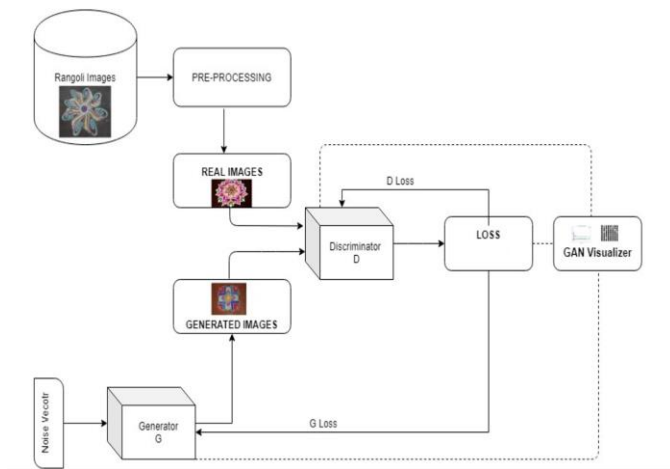 Rangoli Images
PRE-PROCESSING
REAL IMAGES
D Loss
Discriminator
D
LOSS
GAN Visualizer
GENERATED IMAGES
Noise Vecotr
Generator
G
G Loss